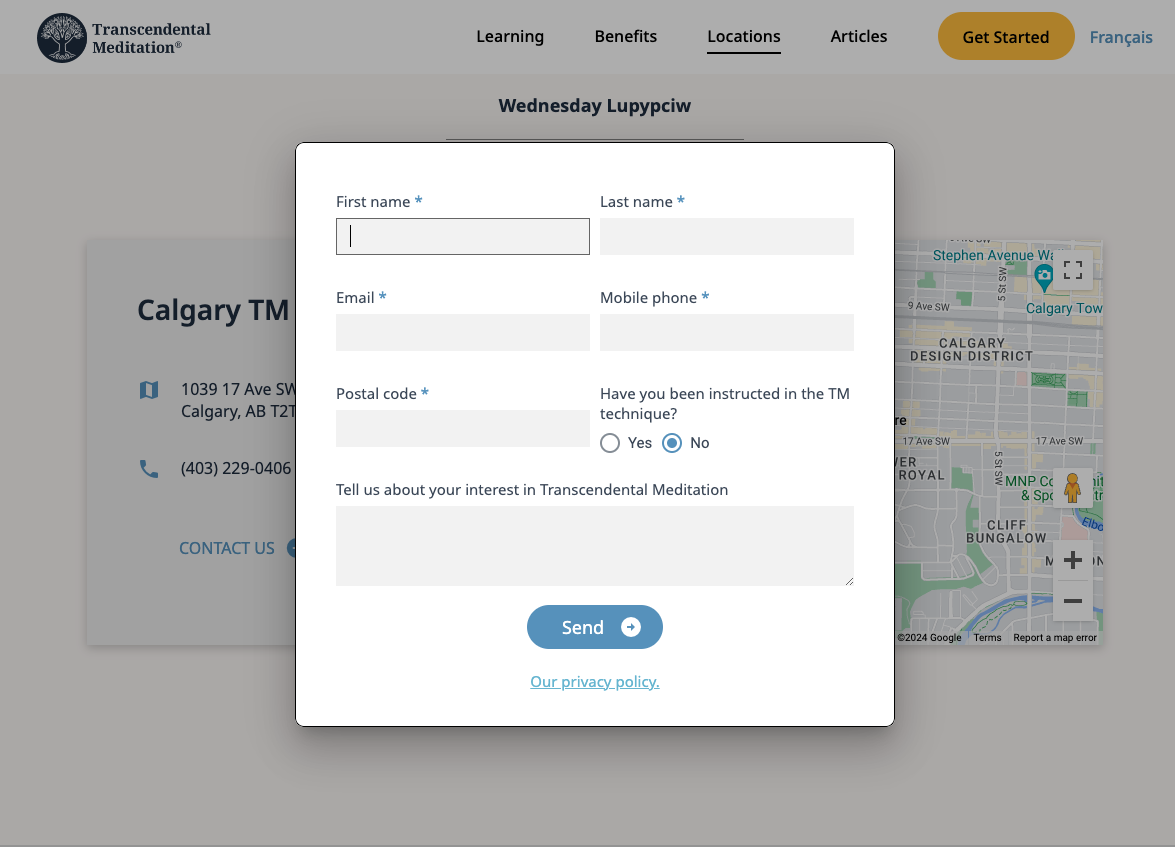 Transcendental
Meditation®
Learning
Benefits
Locations
Articles
Get Started
Français
Wednesday Lupypciw
First name *
Last name *
Email *
Mobile phone *
Postal code *
Have you been instructed in the TM
technique?
Yes
No
Tell us about your interest in Transcendental Meditation
Send
Our privacy policy.
Calgary TM
1039 17 Ave SW
Calgary, AB T2T
(403) 229-0406
CONTACT US
Stephen Avenue Wa
5 St SW
9 Ave SW
Calgary Tow
CALGARY
DESIGN DISTRICT
re
17 Ave SW
17 Ave SW
ER
ROYAL
5 St SW
MNP Co
& Spo
CLIFF
BUNGALOW
Elbo
M
ON
©2024 Google
Terms
Report a map error